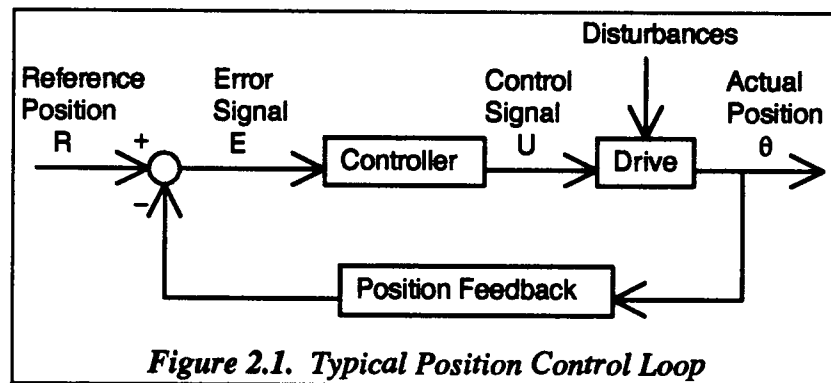 Disturbances
Reference
Position
R
Error
Signal
E
Control
Signal
U
Actual
Position
θ
+
−
Controller
Drive
Position Feedback
Figure 2.1. Typical Position Control Loop